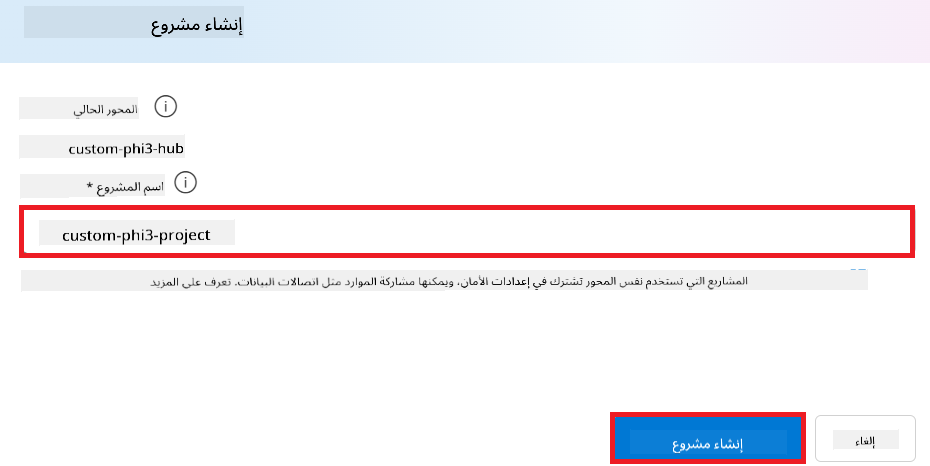 إنشاء مشروع
المحور الحالي
custom-phi3-hub
اسم المشروع *
custom-phi3-project
المشاريع التي تستخدم نفس المحور تشترك في إعدادات الأمان، ويمكنها مشاركة الموارد مثل اتصالات البيانات. تعرف على المزيد
إنشاء مشروع
إلغاء